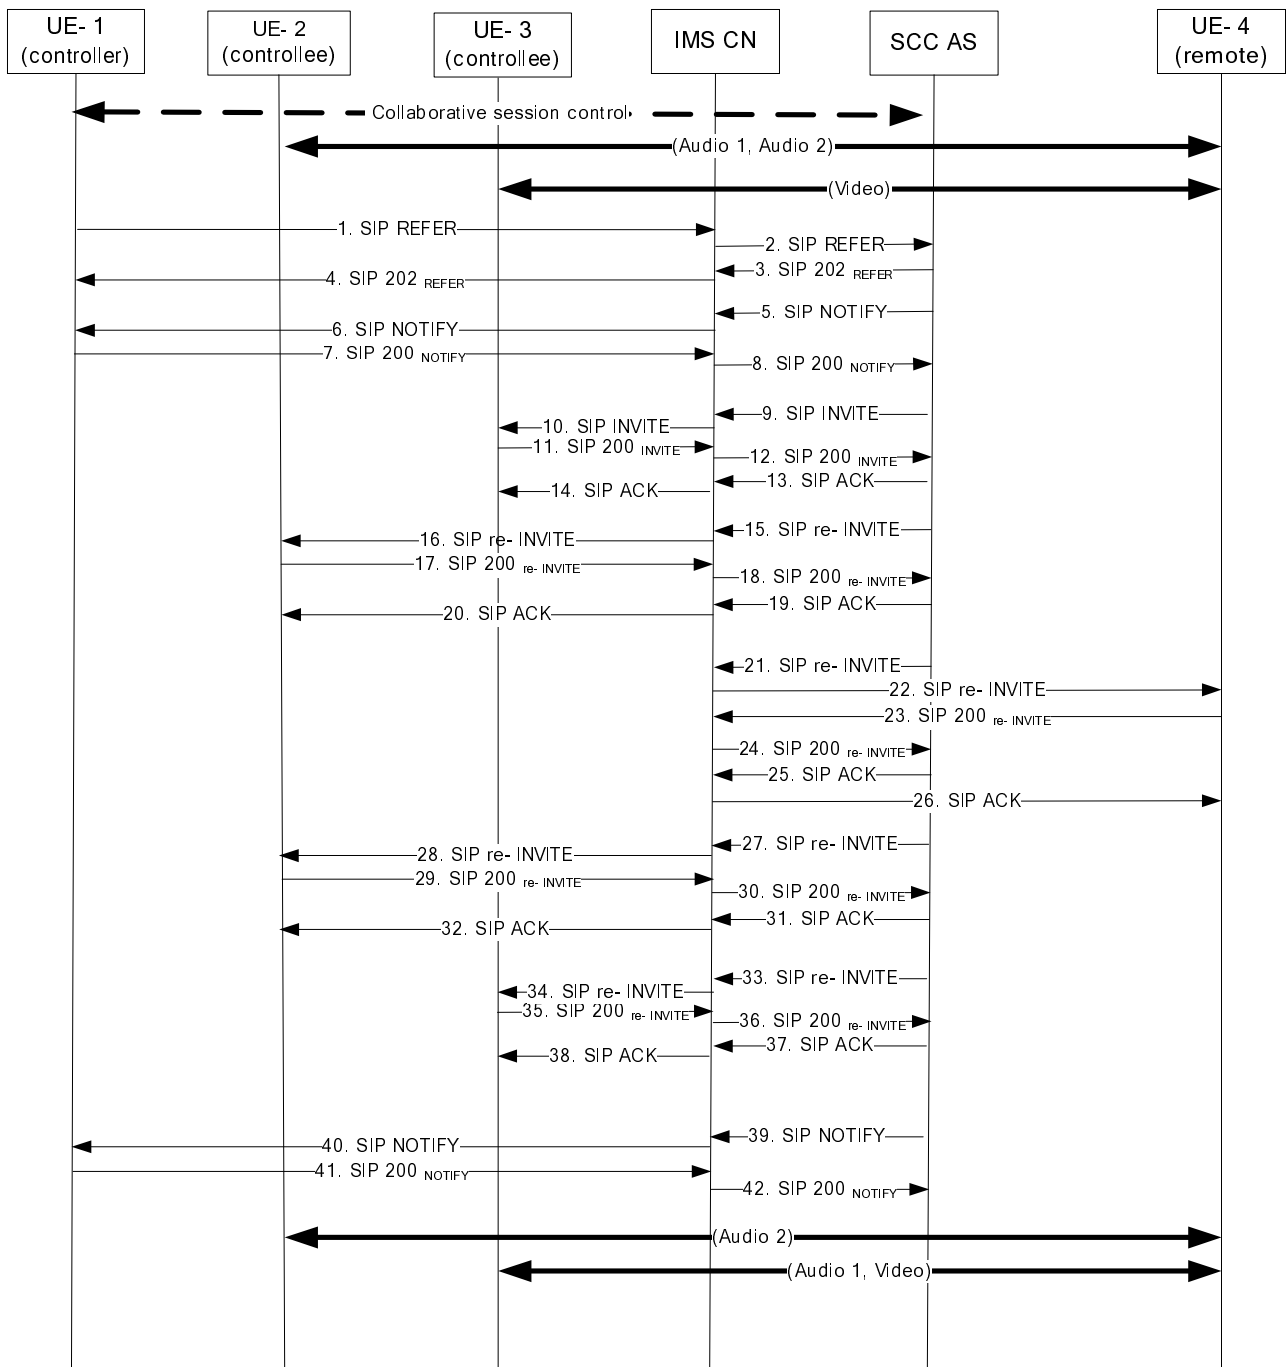 UE- 1
(controller)
UE- 2
(controllee)
UE- 3
(controllee)
IMS CN
SCC AS
UE- 4
(remote)
Collaborative session control
(Audio 1, Audio 2)
(Video)
1. SIP REFER
2. SIP REFER
3. SIP 202 REFER
4. SIP 202 REFER
5. SIP NOTIFY
6. SIP NOTIFY
7. SIP 200 NOTIFY
8. SIP 200 NOTIFY
9. SIP INVITE
10. SIP INVITE
11. SIP 200 INVITE
12. SIP 200 INVITE
13. SIP ACK
14. SIP ACK
15. SIP re- INVITE
16. SIP re- INVITE
17. SIP 200 re- INVITE
18. SIP 200 re- INVITE
19. SIP ACK
20. SIP ACK
21. SIP re- INVITE
22. SIP re- INVITE
23. SIP 200 re- INVITE
24. SIP 200 re- INVITE
25. SIP ACK
26. SIP ACK
27. SIP re- INVITE
28. SIP re- INVITE
29. SIP 200 re- INVITE
30. SIP 200 re- INVITE
31. SIP ACK
32. SIP ACK
33. SIP re- INVITE
34. SIP re- INVITE
35. SIP 200 re- INVITE
36. SIP 200 re- INVITE
37. SIP ACK
38. SIP ACK
39. SIP NOTIFY
40. SIP NOTIFY
41. SIP 200 NOTIFY
42. SIP 200 NOTIFY
(Audio 2)
(Audio 1, Video)